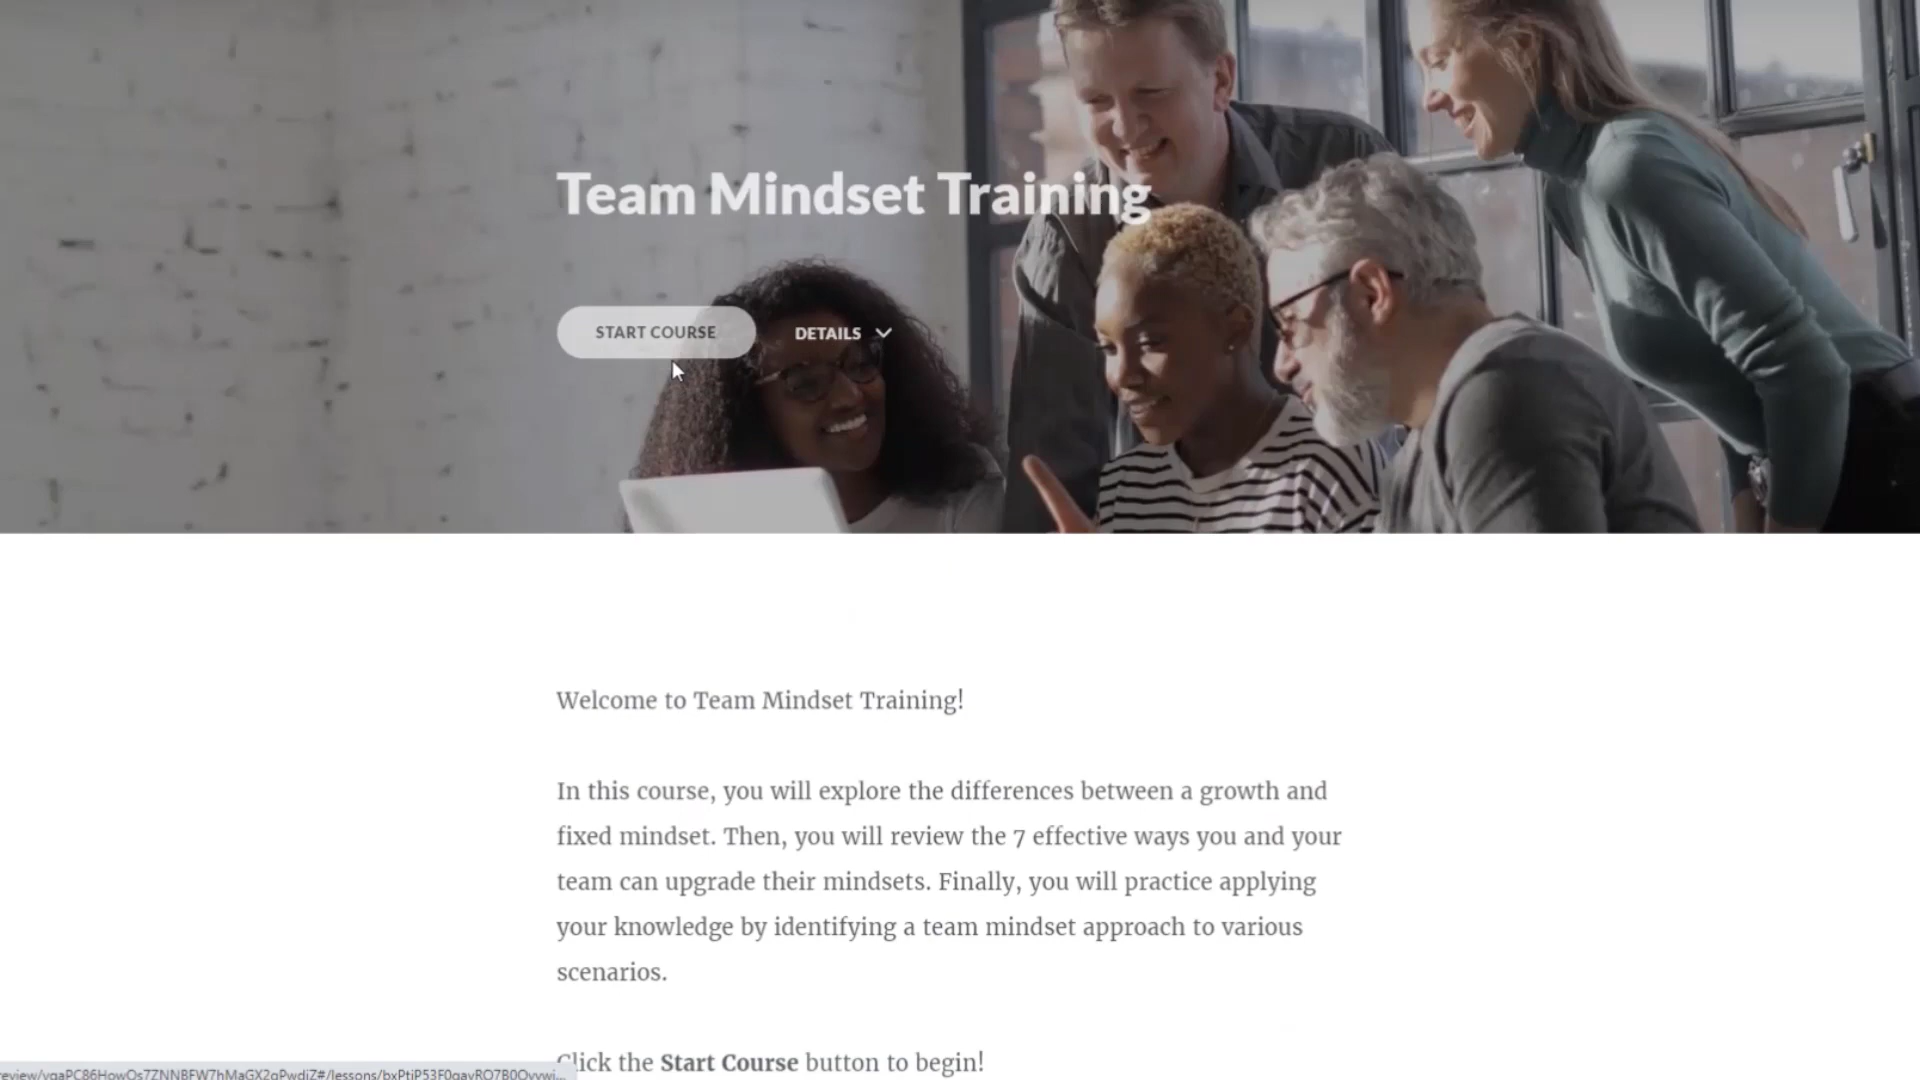 Team Mindset Training
START COURSE
DETAILS
Welcome to Team Mindset Training!
In this course, you will explore the differences between a growth and
fixed mindset. Then, you will review the 7 effective ways you and your
team can upgrade their mindsets. Finally, you will practice applying
your knowledge by identifying a team mindset approach to various
scenarios.
Click the Start Course button to begin!